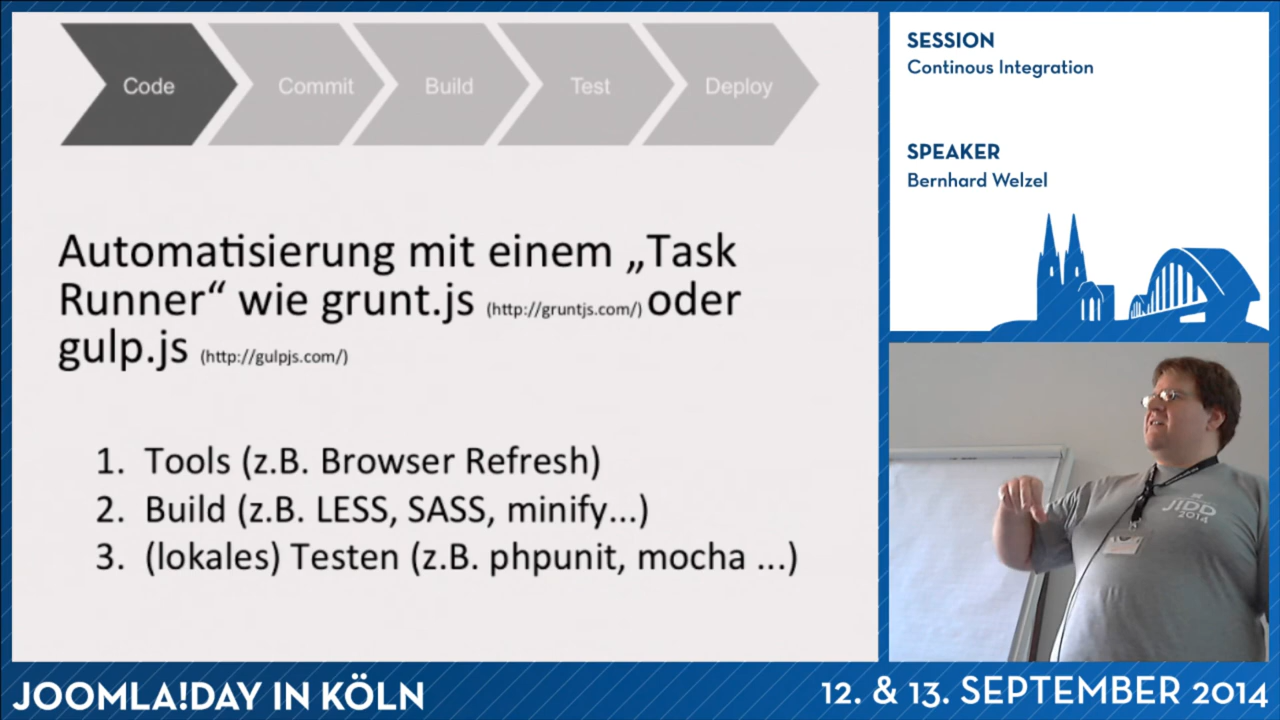 Code
Commit
Build
Test
Deploy
Automatisierung mit einem „Task
Runner“ wie grunt.js (http://gruntjs.com/) oder
gulp.js (http://gulpjs.com/)
1. Tools (z.B. Browser Refresh)
2. Build (z.B. LESS, SASS, minify...)
3. (lokales) Testen (z.B. phpunit, mocha ...)
SESSION
Continous Integration
SPEAKER
Bernhard Welzel
JIDD
2014
JOOMLA!DAY IN KÖLN
12. & 13. SEPTEMBER 2014